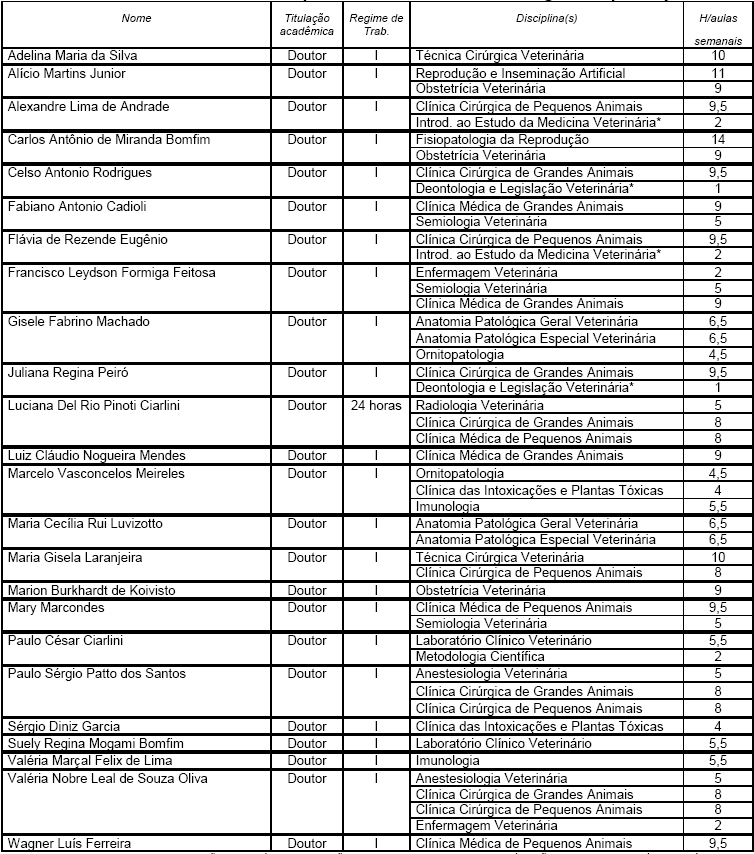 Nome Titulação acadêmica Regime de Trab. Disciplina(s) H/aulas semanais
Adelina Maria da Silva Doutor I Técnica Cirúrgica Veterinária 10
Alício Martins Junior Doutor I Reprodução e Inseminação Artificial 11
Obstetrícia Veterinária 9
Alexandre Lima de Andrade Doutor I Clínica Cirúrgica de Pequenos Animais 9,5
Introd. ao Estudo da Medicina Veterinária* 2
Carlos Antônio de Miranda Bomfim Doutor I Fisiopatologia da Reprodução 14
Obstetrícia Veterinária 9
Celso Antonio Rodrigues Doutor I Clínica Cirúrgica de Grandes Animais 9,5
Deontologia e Legislação Veterinária* 1
Fabiano Antonio Cadioli Doutor I Clínica Médica de Grandes Animais 9
Semiologia Veterinária 5
Flávia de Rezende Eugênio Doutor I Clínica Cirúrgica de Pequenos Animais 9,5
Introd. ao Estudo da Medicina Veterinária* 2
Francisco Leydson Formiga Feitosa Doutor I Enfermagem Veterinária 2
Semiologia Veterinária 5
Clínica Médica de Grandes Animais 9
Gisele Fabrino Machado Doutor I Anatomia Patológica Geral Veterinária 6,5
Anatomia Patológica Especial Veterinária 6,5
Ornitopatologia 4,5
Juliana Regina Peiró Doutor I Clínica Cirúrgica de Grandes Animais 9,5
Deontologia e Legislação Veterinária* 1
Luciana Del Rio Pinoti Ciarlini Doutor 24 horas Radiologia Veterinária 5
Clínica Cirúrgica de Grandes Animais 8
Clínica Médica de Pequenos Animais 8
Luiz Cláudio Nogueira Mendes Doutor I Clínica Médica de Grandes Animais 9
Marcelo Vasconcelos Meireles Doutor I Ornitopatologia 4,5
Clínica das Intoxicações e Plantas Tóxicas 4
Imunologia 5,5
Maria Cecília Rui Luvizotto Doutor I Anatomia Patológica Geral Veterinária 6,5
Anatomia Patológica Especial Veterinária 6,5
Maria Gisela Laranjeira Doutor I Técnica Cirúrgica Veterinária 10
Clínica Cirúrgica de Pequenos Animais 8
Marion Burkhardt de Koivisto Doutor I Obstetrícia Veterinária 9
Mary Marcondes Doutor I Clínica Médica de Pequenos Animais 9,5
Semiologia Veterinária 5
Paulo César Ciarlini Doutor I Laboratório Clínico Veterinário 5,5
Metodologia Científica 2
Paulo Sérgio Patto dos Santos Doutor I Anestesiologia Veterinária 5
Clínica Cirúrgica de Grandes Animais 8
Clínica Cirúrgica de Pequenos Animais 8
Sérgio Diniz Garcia Doutor I Clínica das Intoxicações e Plantas Tóxicas 4
Suely Regina Mogami Bomfim Doutor I Laboratório Clínico Veterinário 5,5
Valéria Marçal Felix de Lima Doutor I Imunologia 5,5
Valéria Nobre Leal de Souza Oliva Doutor I Anestesiologia Veterinária 5
Clínica Cirúrgica de Grandes Animais 8
Clínica Cirúrgica de Pequenos Animais 8
Enfermagem Veterinária 2
Wagner Luís Ferreira Doutor I Clínica Médica de Pequenos Animais 9,5